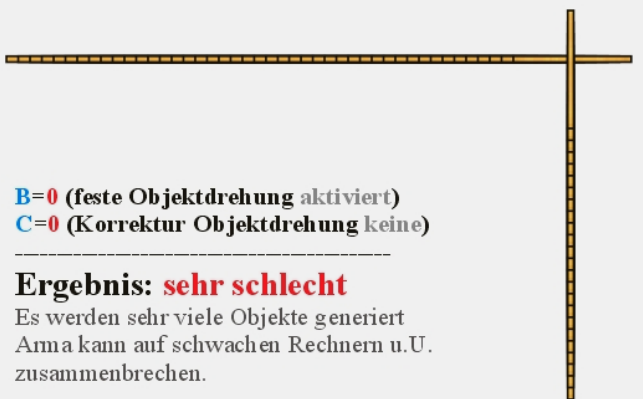 B=0 (feste Objektdrehung aktiviert)
C=0 (Korrektur Objektdrehung keine)
Ergebnis: sehr schlecht
Es werden sehr viele Objekte generiert
Arma kann auf schwachen Rechnern u.U.
zusammenbrechen.